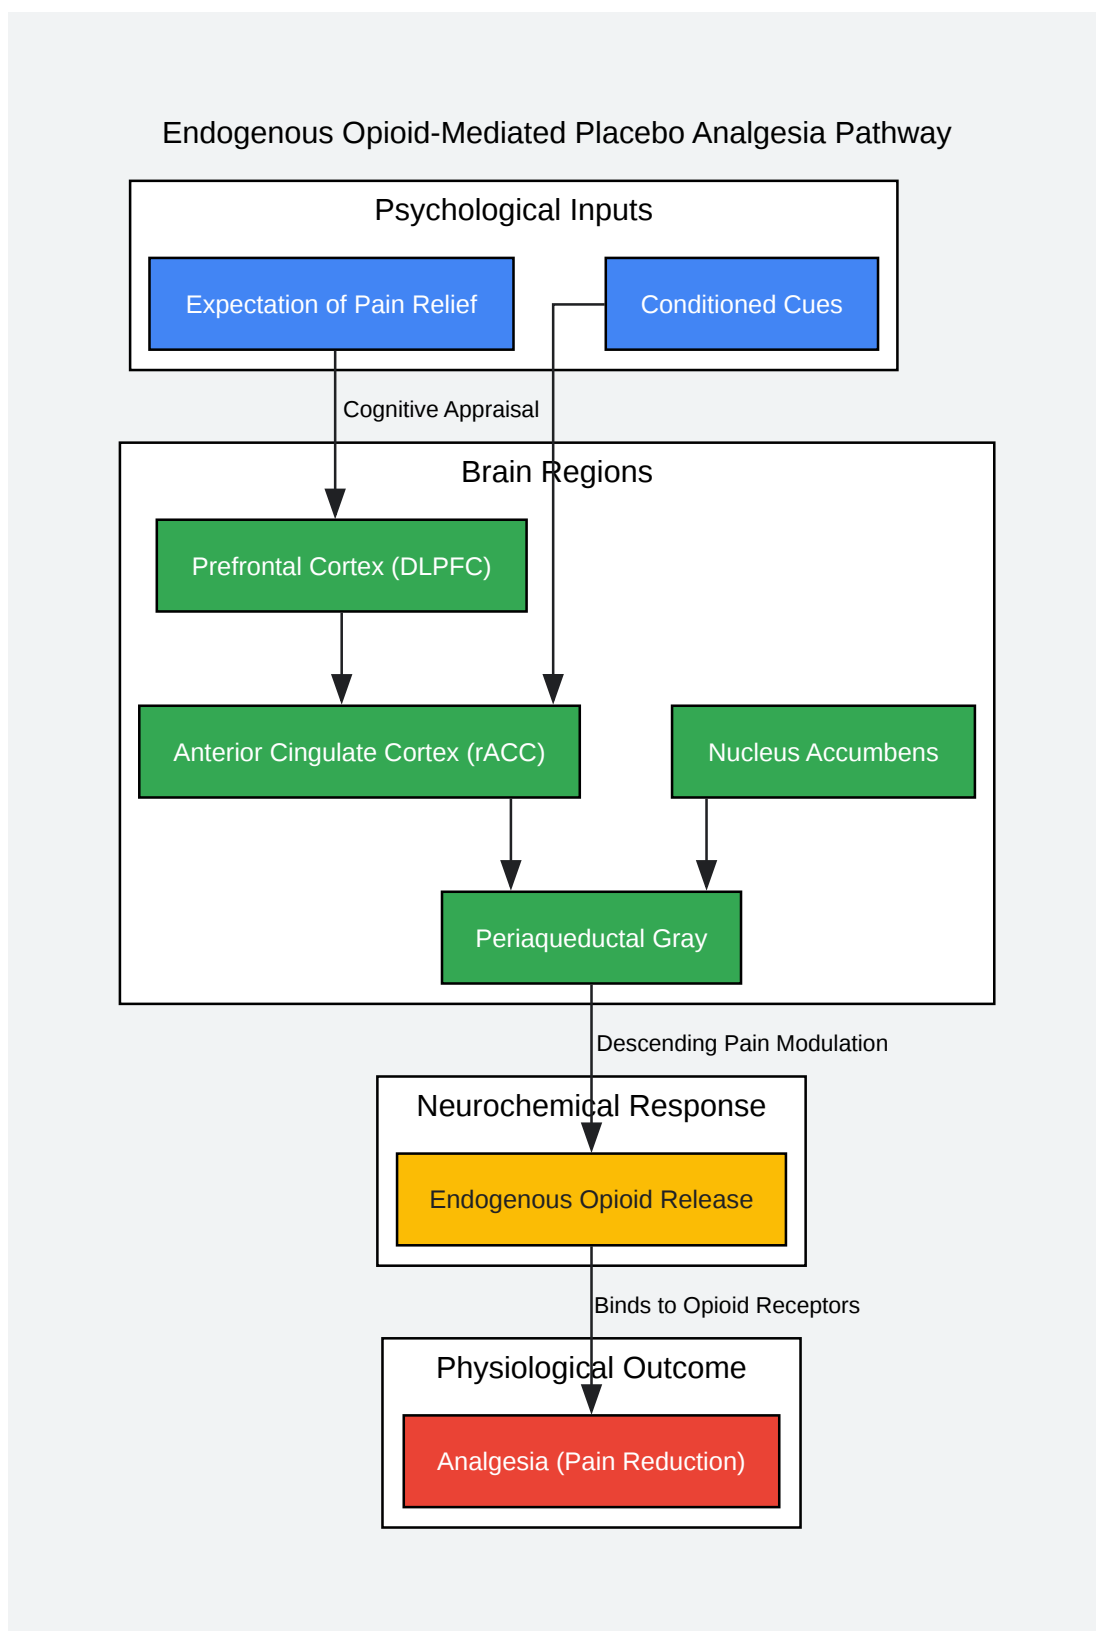 Endogenous Opioid-Mediated Placebo Analgesia Pathway
Psychological Inputs
Expectation of Pain Relief
Conditioned Cues
Cognitive Appraisal
Brain Regions
Prefrontal Cortex (DLPFC)
Anterior Cingulate Cortex (rACC)
Nucleus Accumbens
Periaqueductal Gray
Descending Pain Modulation
Neurochemical Response
Endogenous Opioid Release
Binds to Opioid Receptors
Physiological Outcome
Analgesia (Pain Reduction)